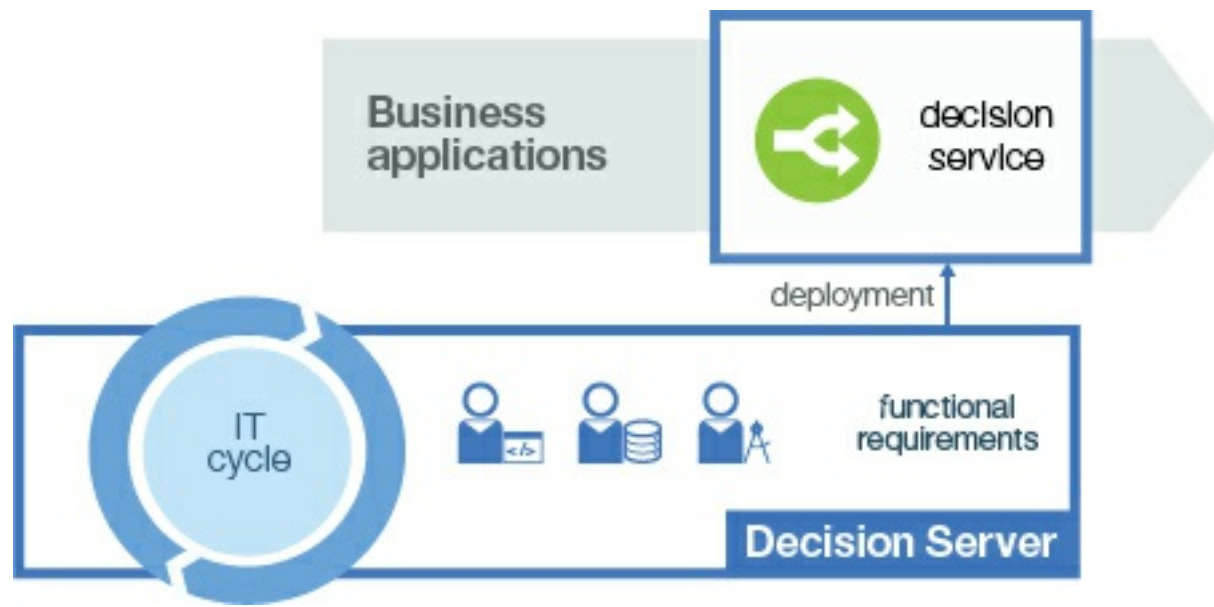 Business
applications
decision
service
deployment
IT
cycle
</>
functional
requirements
Decision Server